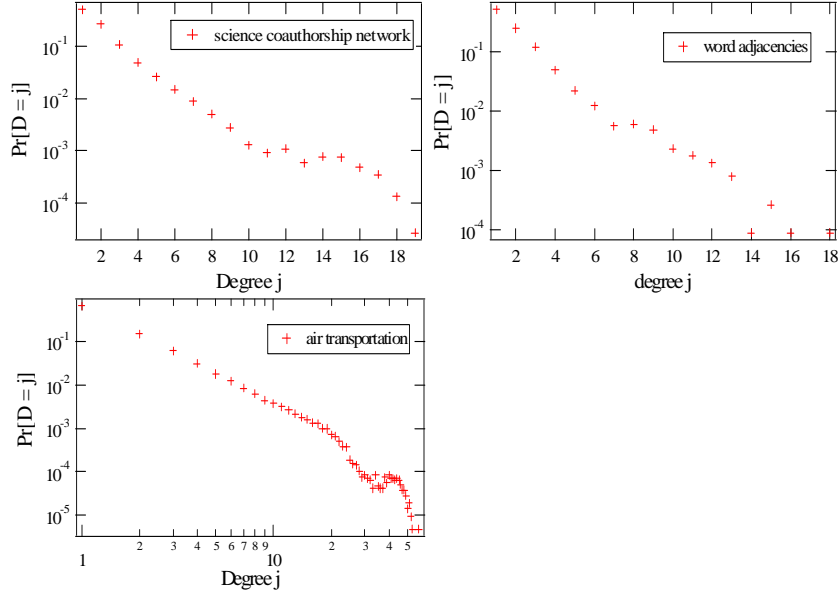 science coauthorship network
10^-1
10^-2
10^-3
10^-4
Pr[D = j]
2 4 6 8 10 12 14 16 18
Degree j
word adjacencies
10^-1
10^-2
10^-3
10^-4
Pr[D = j]
2 4 6 8 10 12 14 16 18
degree j
air transportation
10^-1
10^-2
10^-3
10^-4
10^-5
Pr[D = j]
2 3 4 5 6 7 8 9 2 3 4 5
1 10
Degree j